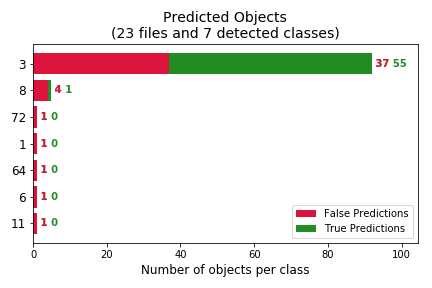 Predicted Objects
(23 files and 7 detected classes)
3 37 55
8 4 1
72 1 0
1 1 0
64 1 0
6 1 0
11 1 0
False Predictions
True Predictions
0 20 40 60 80 100
Number of objects per class